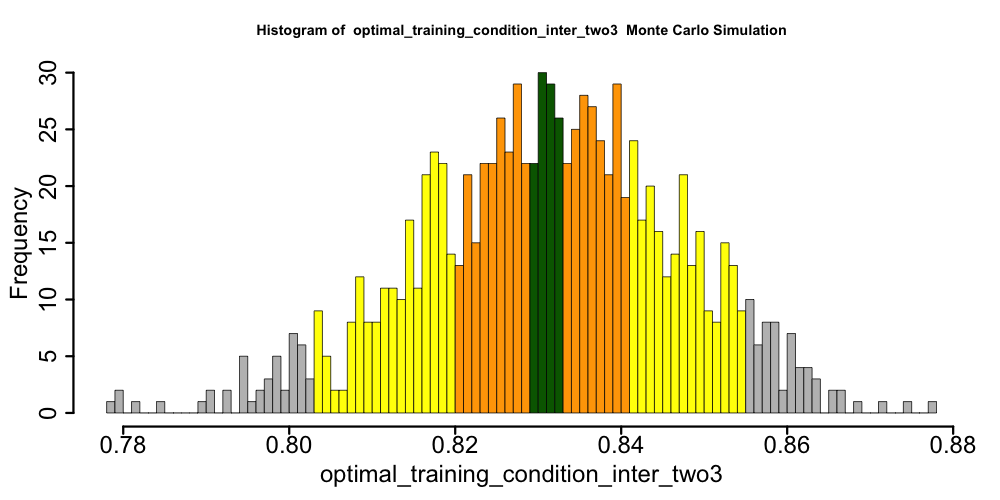 Histogram of optimal_training_condition_inter_two3 Monte Carlo Simulation
Frequency
30
25
20
15
10
5
0
0.78 0.80 0.82 0.84 0.86 0.88
optimal_training_condition_inter_two3